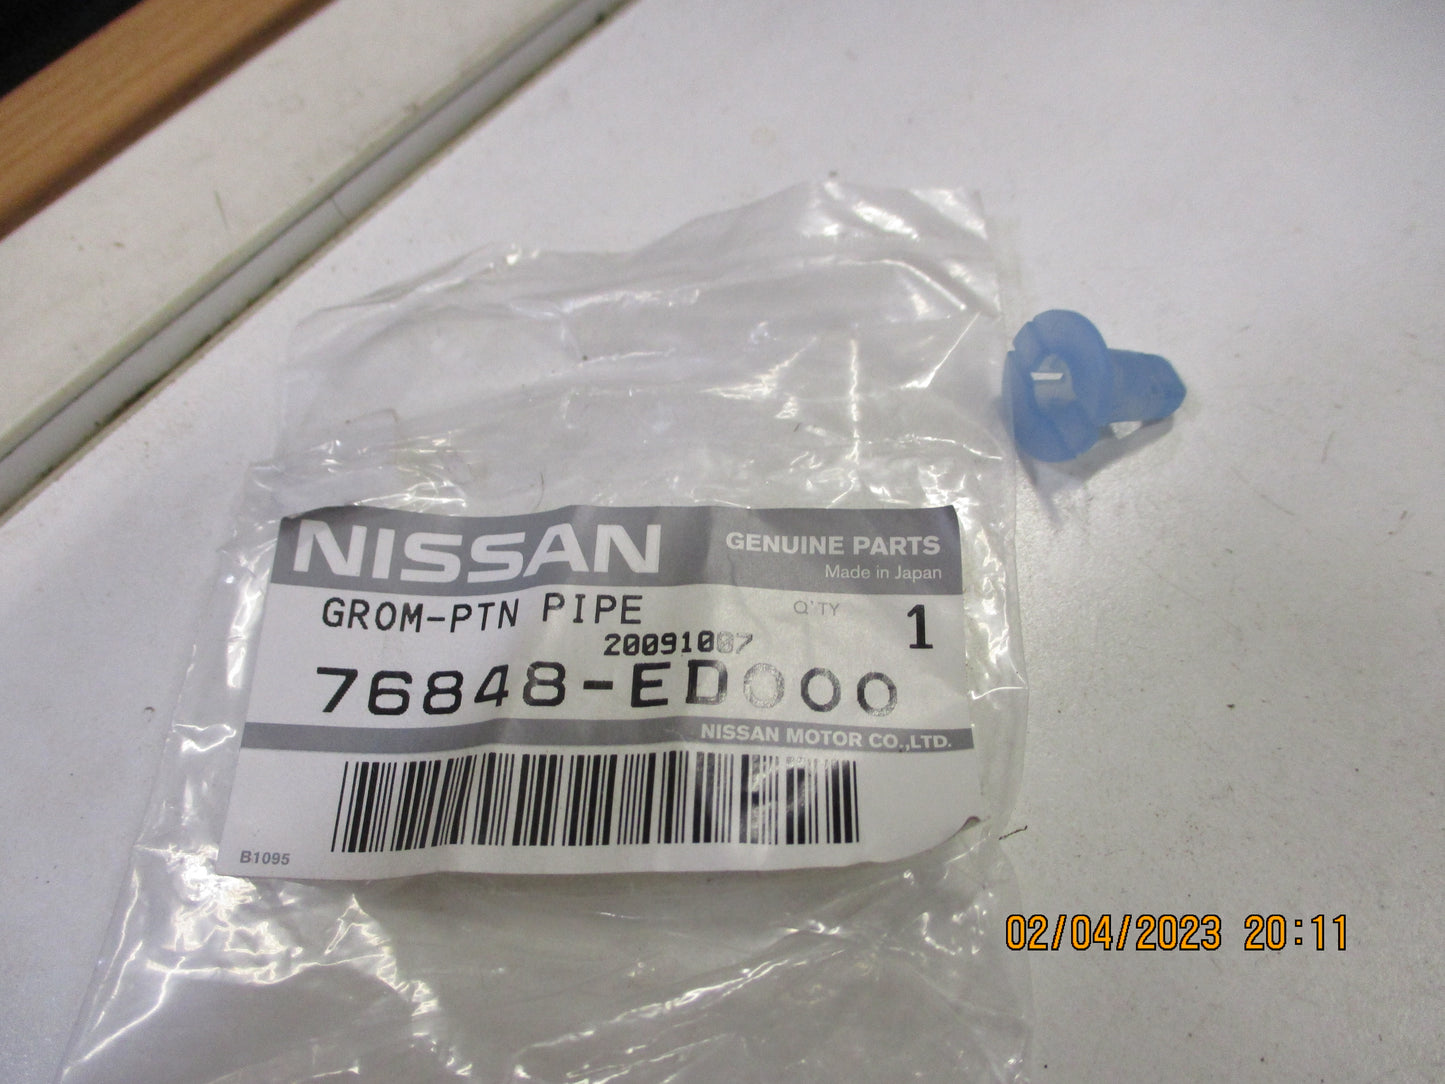 NISSAN
GENUINE PARTS
Made in Japan
GROM-PTN PIPE
Q'TY 1
20091007
76848-ED000
NISSAN MOTOR CO.,LTD.
B1095
02/04/2023 20:11